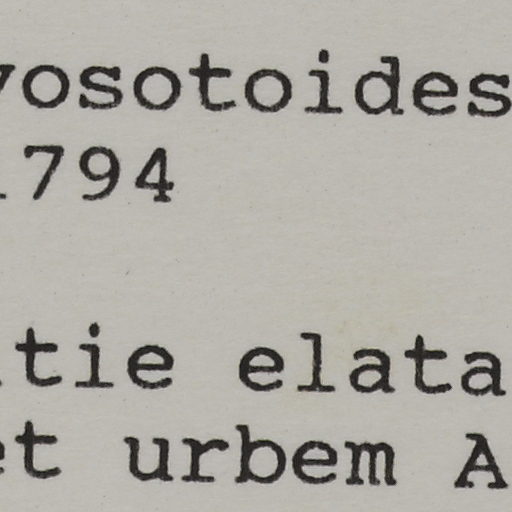 yosotoides
1794
tie elata
et urbem A